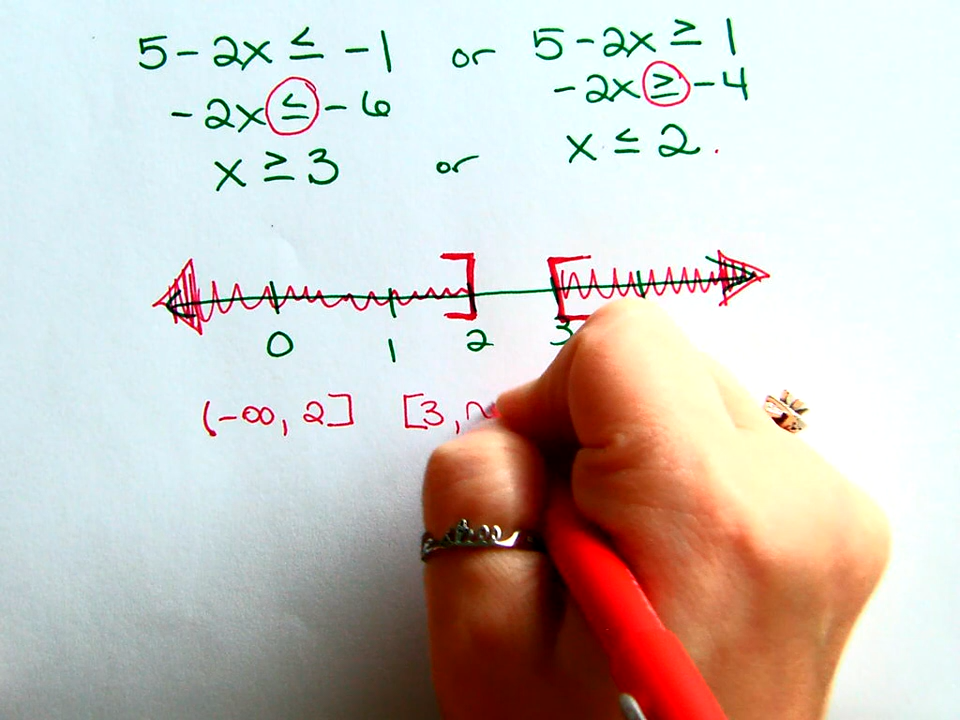 5 - 2x ≤ -1 or 5 - 2x ≥ 1
-2x ≤ -6 -2x ≥ -4
x ≥ 3 or x ≤ 2.
0 1 2 3
(-∞, 2] [3,